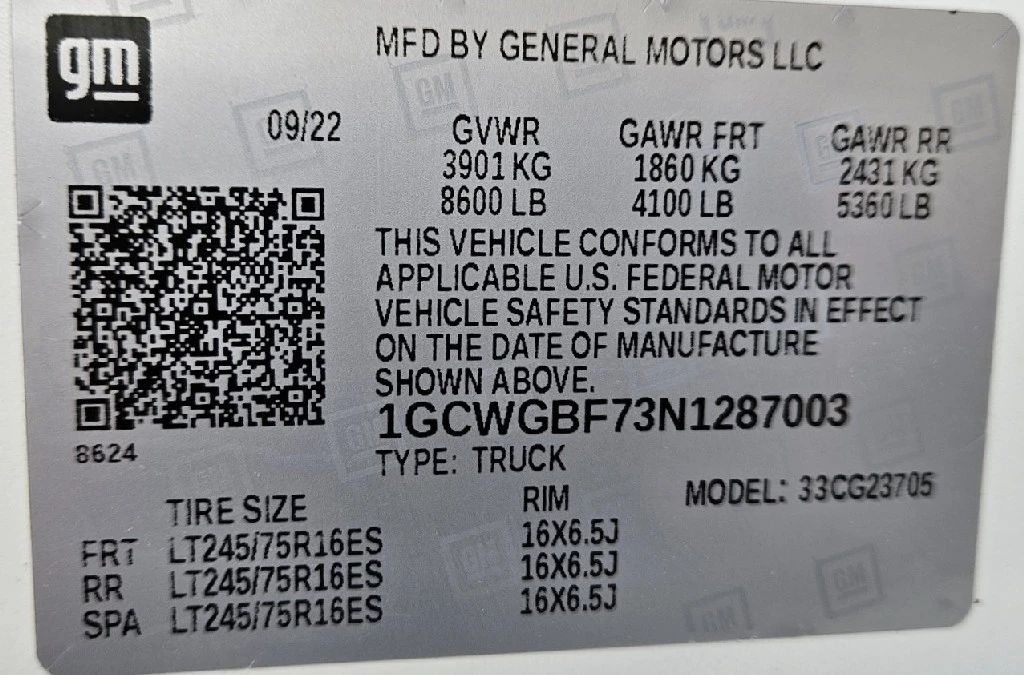 gm
MFD BY GENERAL MOTORS LLC
09/22
GVWR GAWR FRT GAWR RR
3901 KG 1860 KG 2431 KG
8600 LB 4100 LB 5360 LB
THIS VEHICLE CONFORMS TO ALL
APPLICABLE U.S. FEDERAL MOTOR
VEHICLE SAFETY STANDARDS IN EFFECT
ON THE DATE OF MANUFACTURE
SHOWN ABOVE.
1GCWGBF73N1287003
8624
TYPE: TRUCK
MODEL: 33CG23705
TIRE SIZE RIM
FRT LT245/75R16ES 16X6.5J
RR LT245/75R16ES 16X6.5J
SPA LT245/75R16ES 16X6.5J